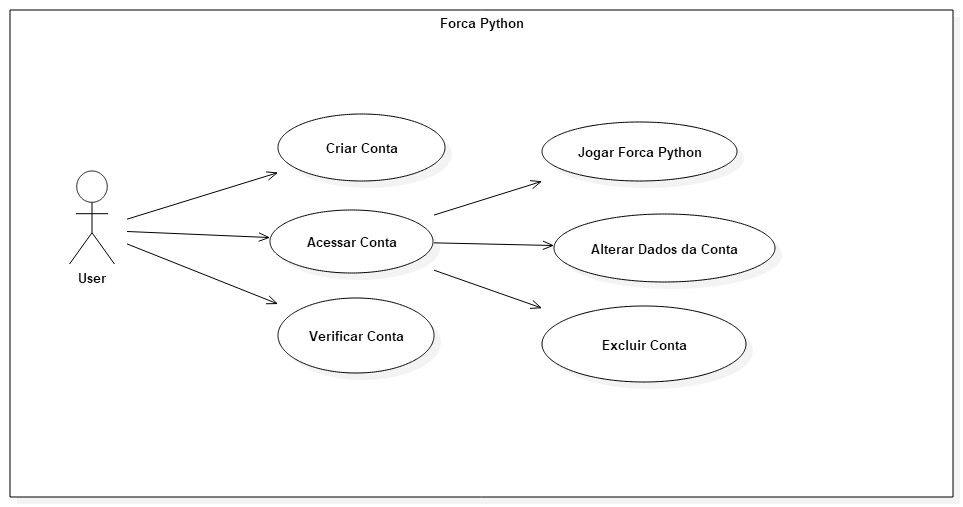 Forca Python
Criar Conta
Jogar Forca Python
Acessar Conta
Alterar Dados da Conta
User
Verificar Conta
Excluir Conta